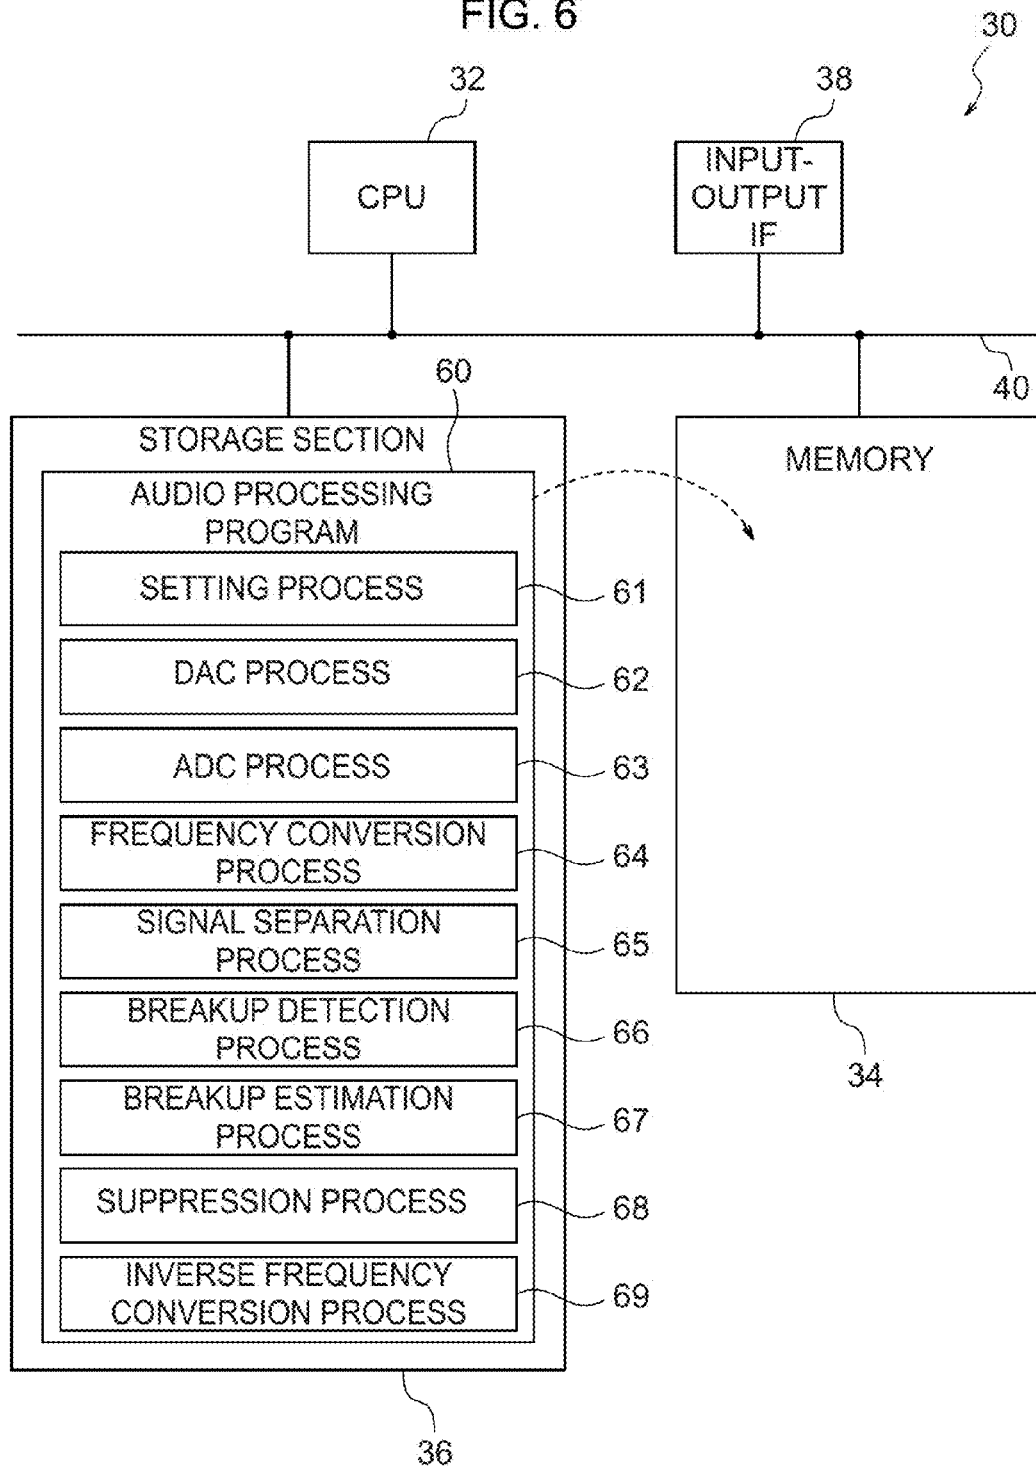 FIG. 6
30
32
38
CPU
INPUT-
OUTPUT
IF
40
60
STORAGE SECTION
MEMORY
AUDIO PROCESSING
PROGRAM
SETTING PROCESS
61
DAC PROCESS
62
ADC PROCESS
63
FREQUENCY CONVERSION
PROCESS
64
SIGNAL SEPARATION
PROCESS
65
BREAKUP DETECTION
PROCESS
66
BREAKUP ESTIMATION
PROCESS
67
34
SUPPRESSION PROCESS
68
INVERSE FREQUENCY
CONVERSION PROCESS
69
36